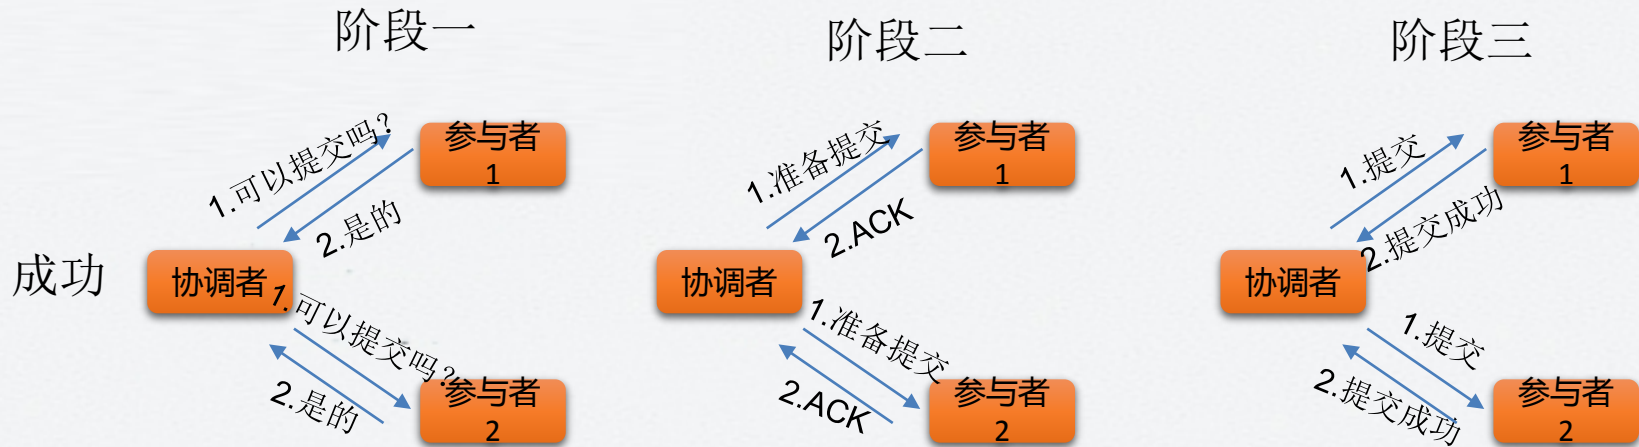 阶段一
阶段二
阶段三
成功
1.可以提交吗?
参与者
1
2.是的
协调者
1.可以提交吗?
参与者
2
2.是的
1.准备提交
参与者
1
2.ACK
协调者
1.准备提交
参与者
2
2.ACK
1.提交
参与者
1
2.提交成功
协调者
1.提交
参与者
2
2.提交成功